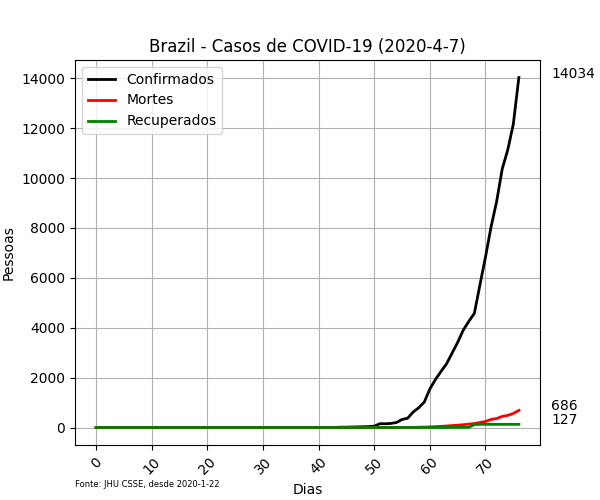 Brazil - Casos de COVID-19 (2020-4-7)
Confirmados
Mortes
Recuperados
14034
686
127
Pessoas
14000
12000
10000
8000
6000
4000
2000
0
0 10 20 30 40 50 60 70
Fonte: JHU CSSE, desde 2020-1-22
Dias